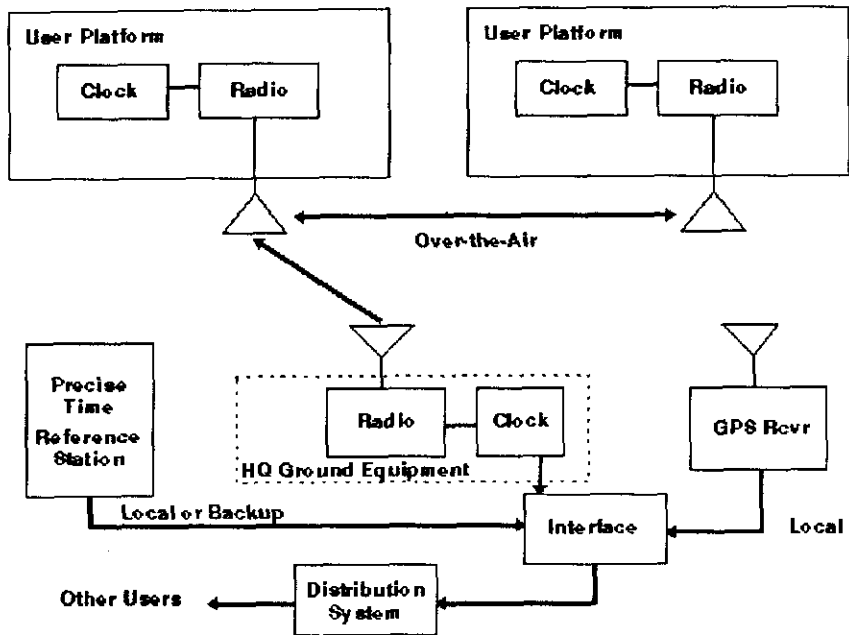 User Platform
Clock
Radio
User Platform
Clock
Radio
Over-the-Air
Precise
Time
Reference
Station
Radio
Clock
HQ Ground Equipment
GPS Rcvr
Local or Backup
Interface
Local
Other Users
Distribution
System